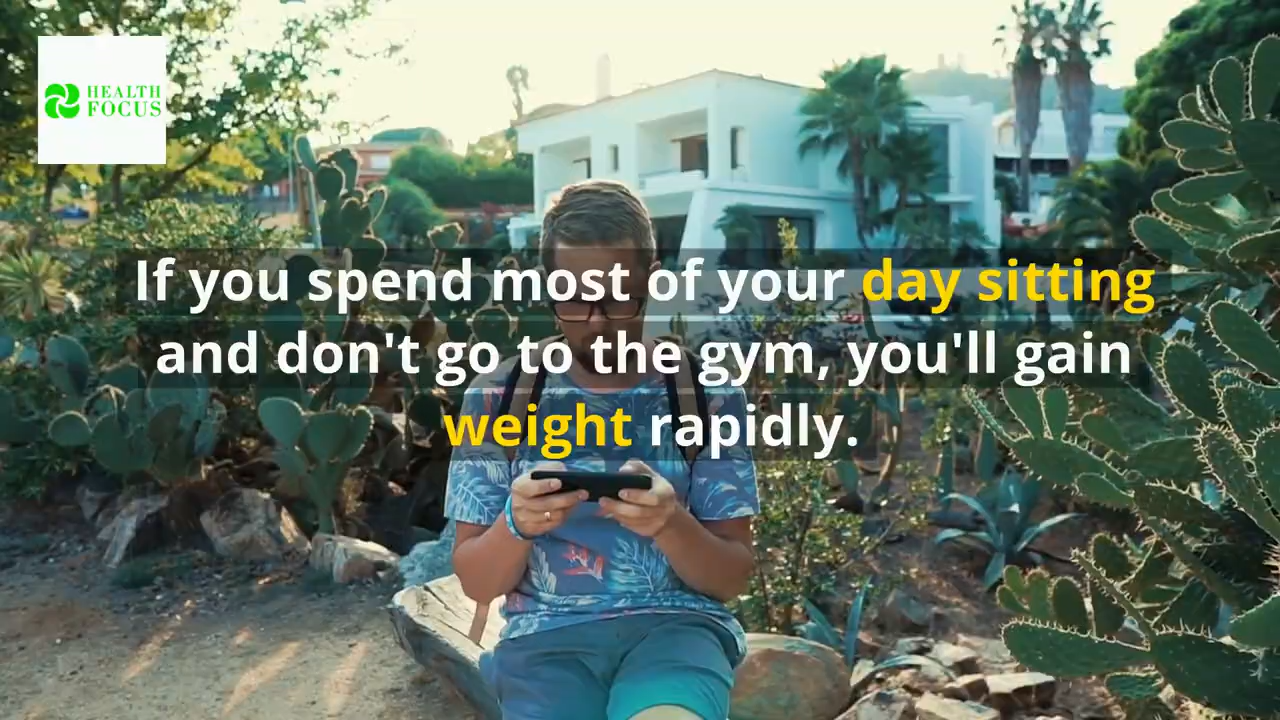 HEALTH
FOCUS
If you spend most of your day sitting
and don't go to the gym, you'll gain
weight rapidly.